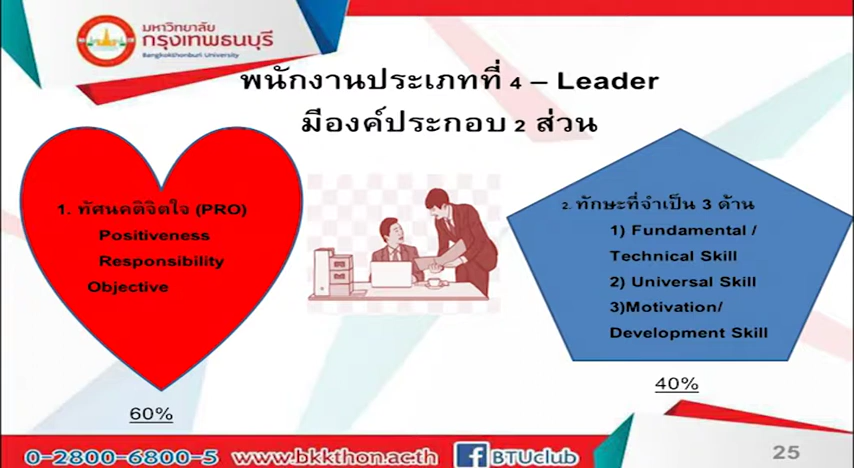 มหาวิทยาลัย
กรุงเทพธนบุรี
Bangkokthonburi University
พนักงานประเภทที่ 4 – Leader
มีองค์ประกอบ 2 ส่วน
1. ทัศนคติจิตใจ (PRO)
Positiveness
Responsibility
Objective
60%
2. ทักษะที่จำเป็น 3 ด้าน
1) Fundamental /
Technical Skill
2) Universal Skill
3)Motivation/
Development Skill
40%
0-2800-6800-5 www.bkkthon.ac.th f BTUclub
25